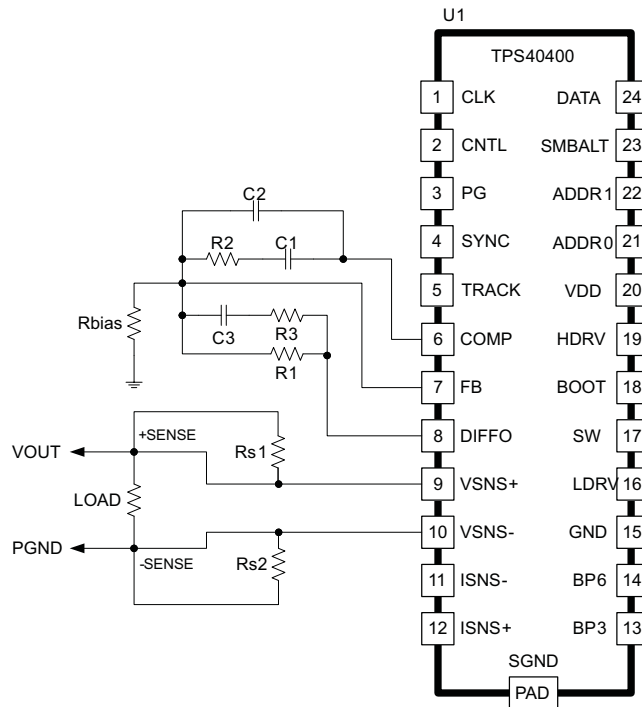 U1
TPS40400
1 CLK DATA 24
2 CNTL SMBALT 23
3 PG ADDR1 22
4 SYNC ADDR0 21
5 TRACK VDD 20
6 COMP HDRV 19
7 FB BOOT 18
8 DIFFO SW 17
9 VSNS+ LDRV 16
10 VSNS- GND 15
11 ISNS- BP6 14
12 ISNS+ BP3 13
SGND
PAD
C2
R2
C1
Rbias
C3
R3
R1
+SENSE
VOUT
Rs1
LOAD
PGND
-SENSE
Rs2